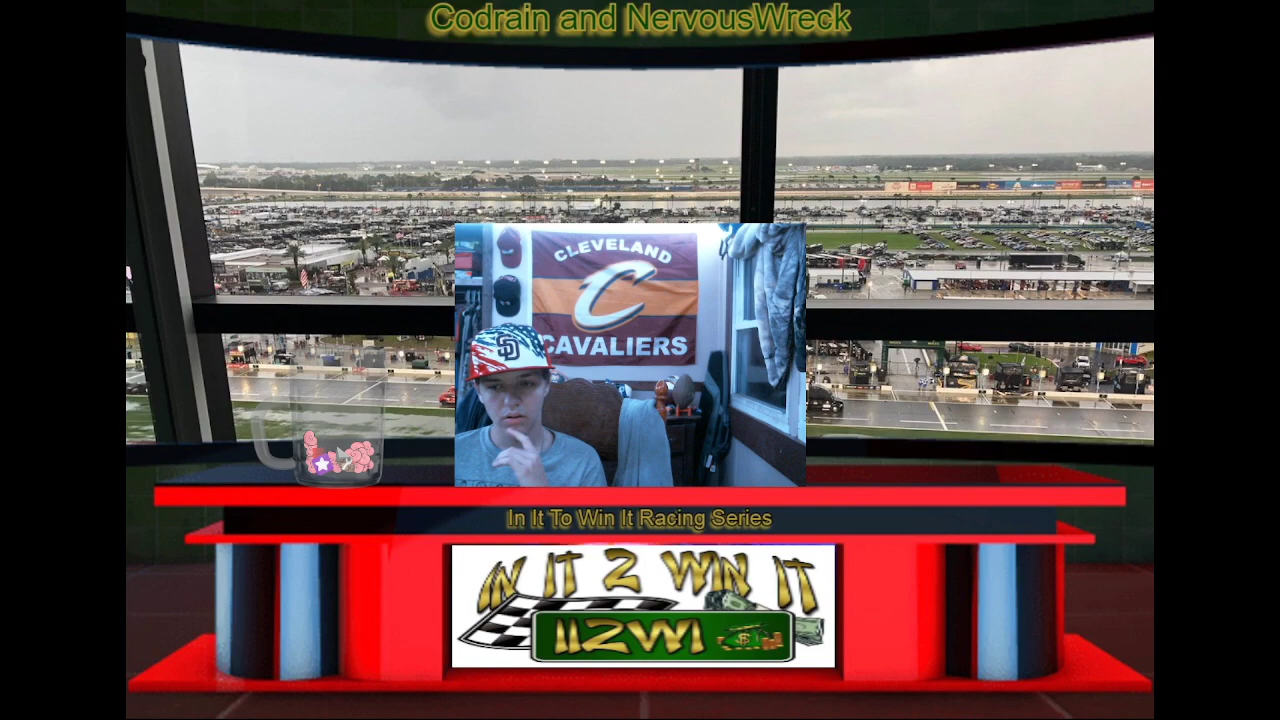 Codrain and NervousWreck
CLEVELAND
C
CAVALIERS
SD
In It To Win It Racing Series
IN IT 2 WIN IT
II2WI
$